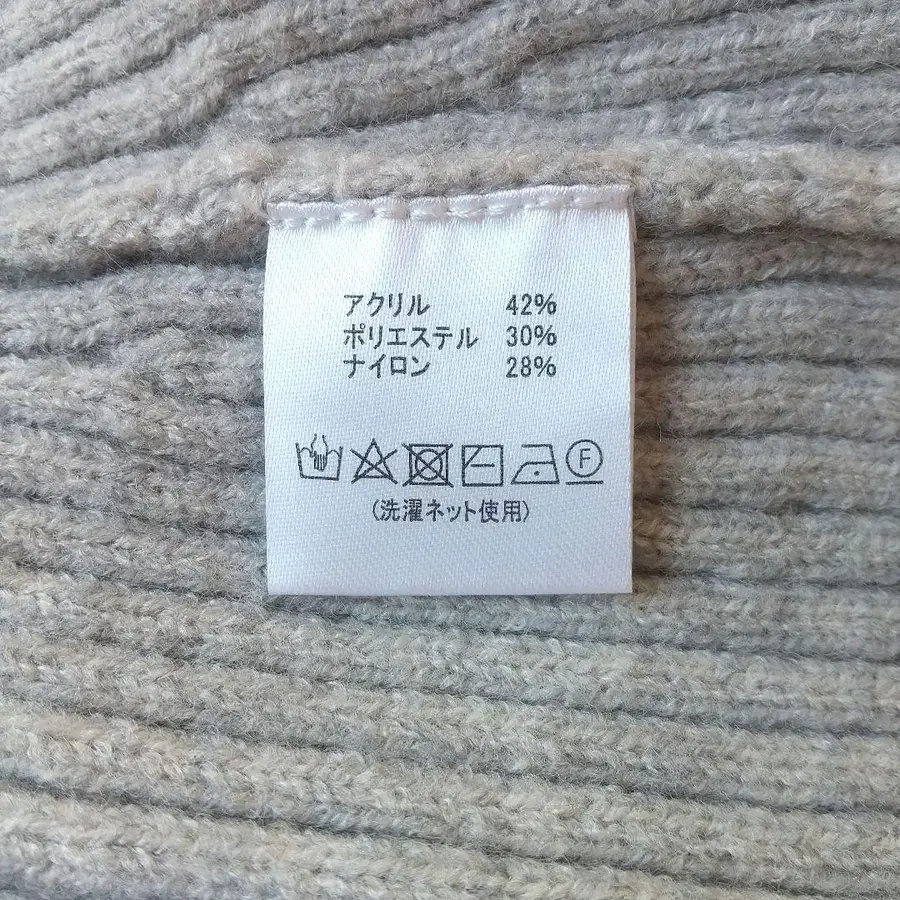 アクリル 42%
ポリエステル 30%
ナイロン 28%
F
(洗濯ネット使用)